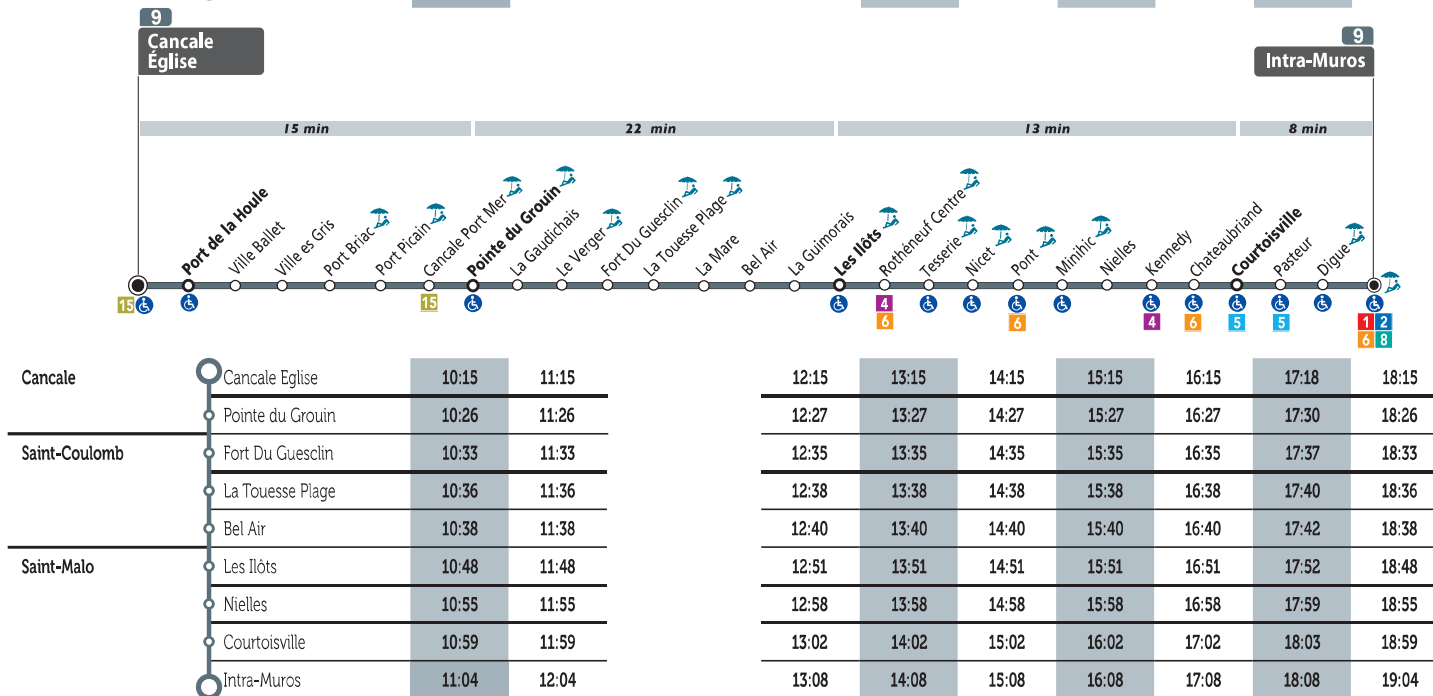 9
Cancale
Église
9
Intra-Muros
15 min 22 min 13 min 8 min
Port de la Houle
Ville Ballet
Ville es Gris
Port Briac
Port Picain
Cancale Port Mer
Pointe du Grouin
La Gaudichais
Le Verger
Fort Du Guesclin
La Touesse Plage
La Mare
Bel Air
La Guimorais
Les Ilôts
Rothéneuf Centre
Tesserie
Nicet
Pont
Minihic
Nielles
Kennedy
Chateaubriand
Courtoisville
Pasteur
Digue
15 15 4 6 4 6 5 5 1 2
6 6 8
Cancale Cancale Eglise 10:15 11:15 12:15 13:15 14:15 15:15 16:15 17:18 18:15
Pointe du Grouin 10:26 11:26 12:27 13:27 14:27 15:27 16:27 17:30 18:26
Saint-Coulomb Fort Du Guesclin 10:33 11:33 12:35 13:35 14:35 15:35 16:35 17:37 18:33
La Touesse Plage 10:36 11:36 12:38 13:38 14:38 15:38 16:38 17:40 18:36
Bel Air 10:38 11:38 12:40 13:40 14:40 15:40 16:40 17:42 18:38
Saint-Malo Les Ilôts 10:48 11:48 12:51 13:51 14:51 15:51 16:51 17:52 18:48
Nielles 10:55 11:55 12:58 13:58 14:58 15:58 16:58 17:59 18:55
Courtoisville 10:59 11:59 13:02 14:02 15:02 16:02 17:02 18:03 18:59
Intra-Muros 11:04 12:04 13:08 14:08 15:08 16:08 17:08 18:08 19:04